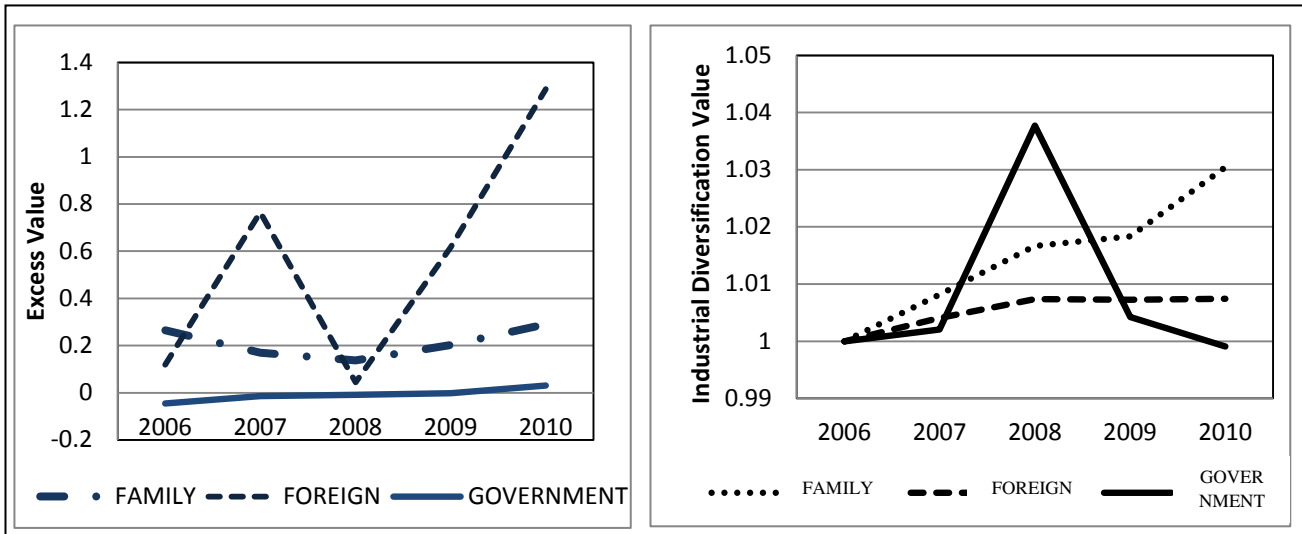 1.4
1.2
1
0.8
0.6
0.4
0.2
0
-0.2
Excess Value
2006 2007 2008 2009 2010
FAMILY FOREIGN GOVERNMENT
1.05
1.04
1.03
1.02
1.01
1
0.99
Industrial Diversification Value
2006 2007 2008 2009 2010
FAMILY FOREIGN GOVER
NMENT